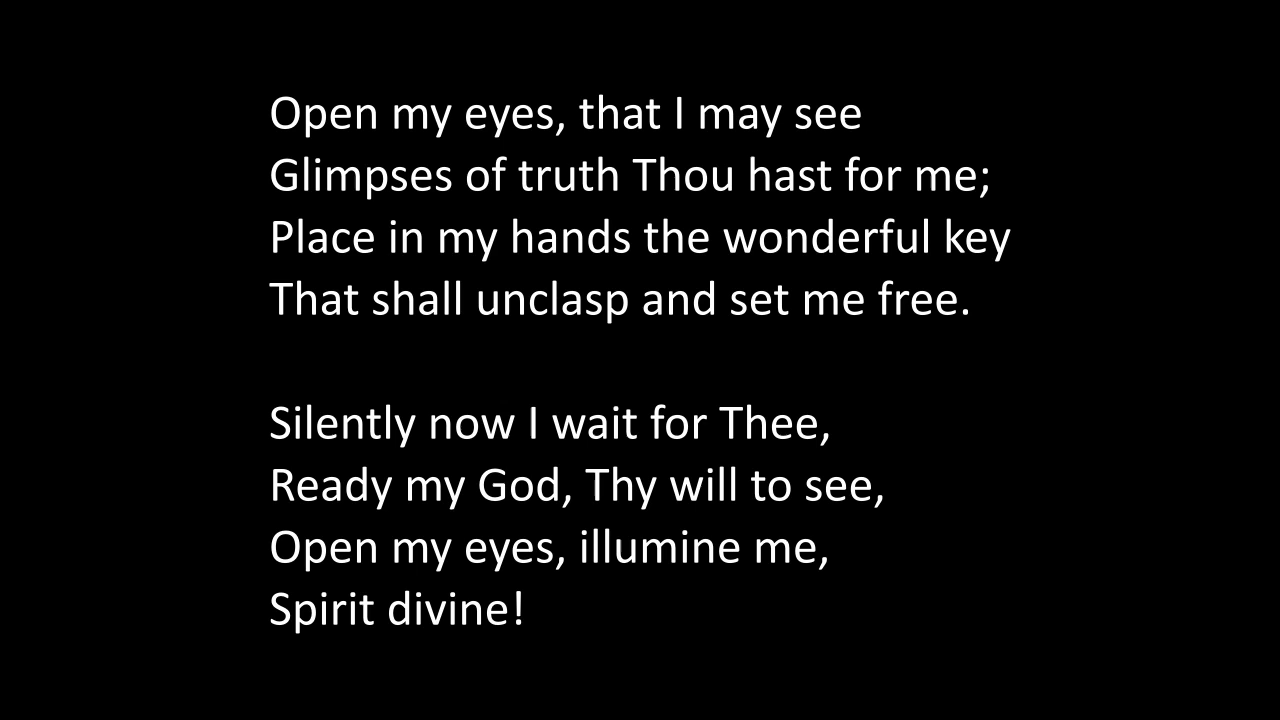 Open my eyes, that I may see
Glimpses of truth Thou hast for me;
Place in my hands the wonderful key
That shall unclasp and set me free.

Silently now I wait for Thee,
Ready my God, Thy will to see,
Open my eyes, illumine me,
Spirit divine!